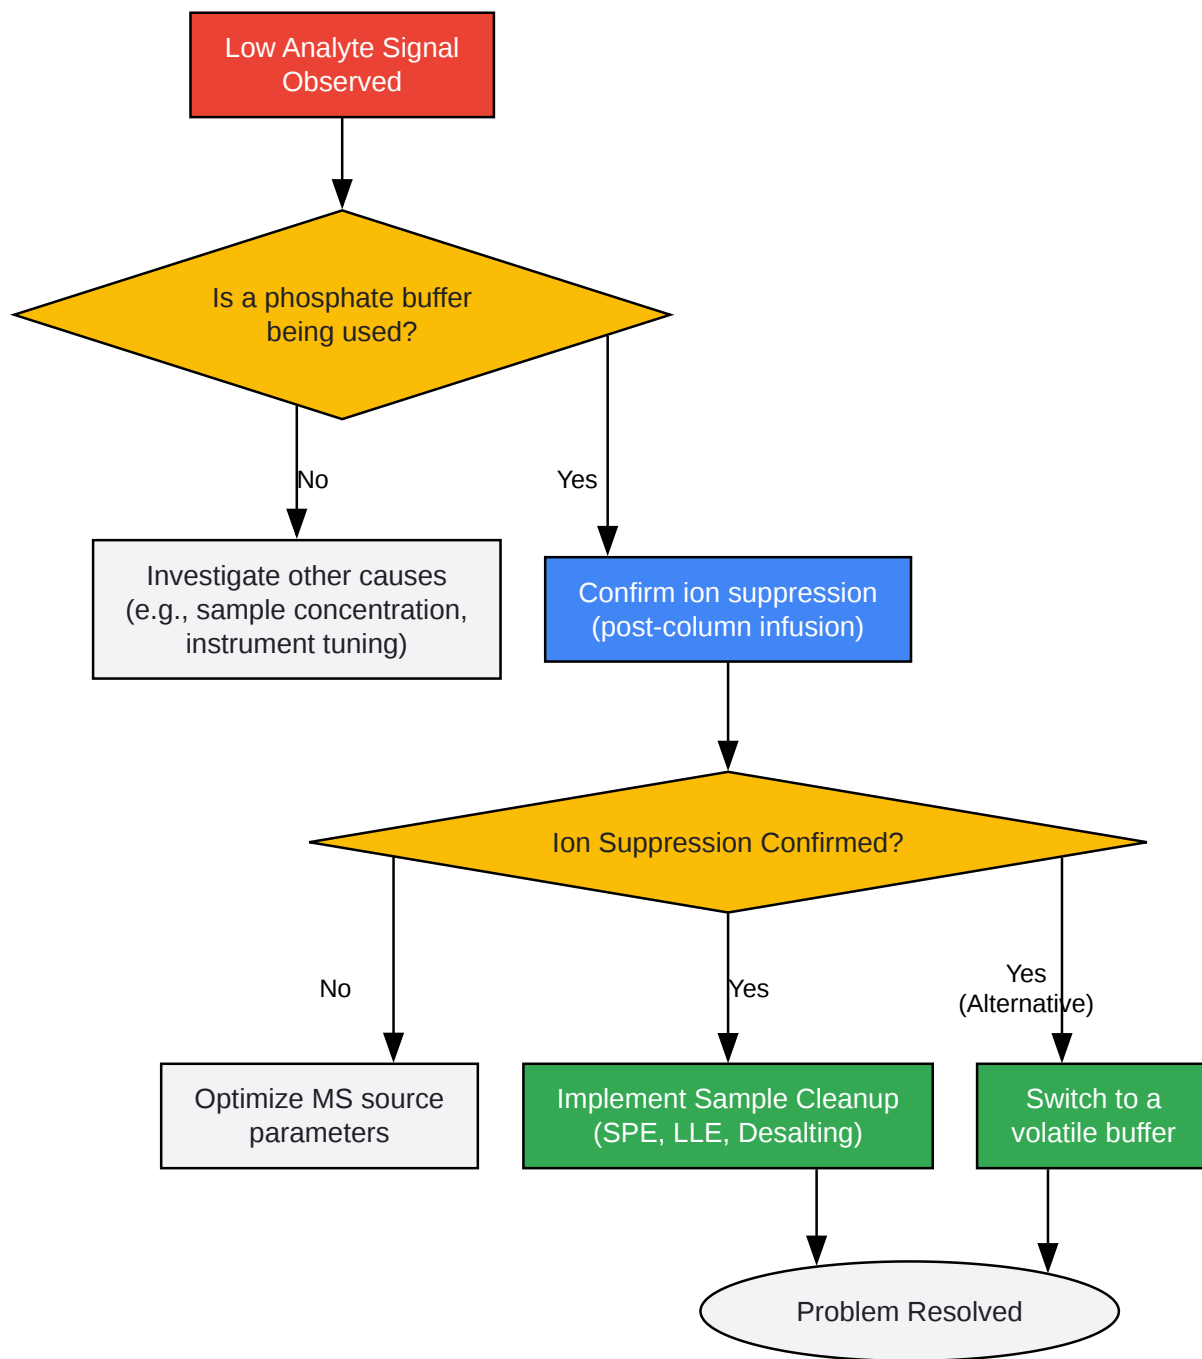 Low Analyte Signal
Observed
Is a phosphate buffer
being used?
No
Yes
Investigate other causes
(e.g., sample concentration,
instrument tuning)
Confirm ion suppression
(post-column infusion)
Ion Suppression Confirmed?
No
Yes
Yes
(Alternative)
Optimize MS source
parameters
Implement Sample Cleanup
(SPE, LLE, Desalting)
Switch to a
volatile buffer
Problem Resolved